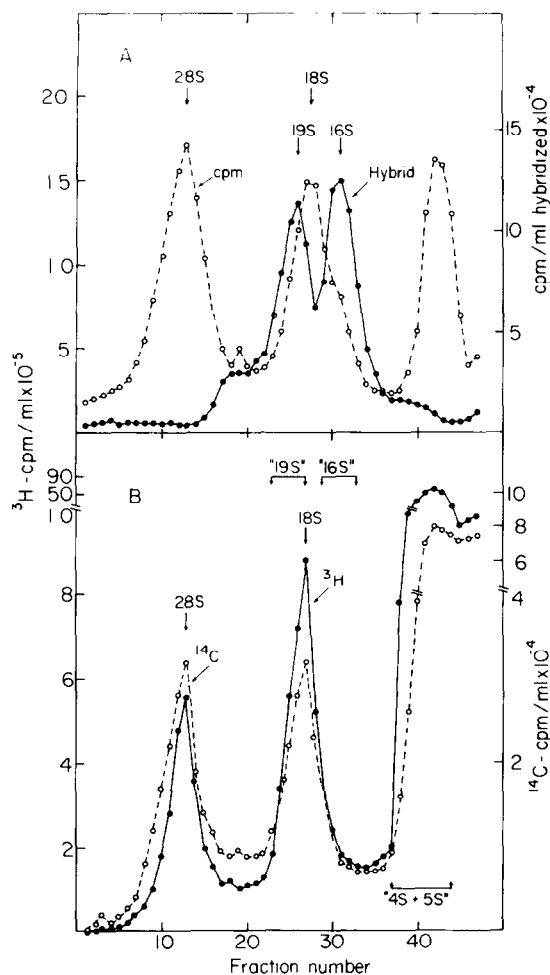 A
28S
18S
19S
16S
cpm
Hybrid
20
15
10
5
15
10
5
³H-cpm/ml×10⁻⁵
cpm/ml hybridized×10⁻⁴
B
"19S"
"16S"
18S
28S
³H
¹⁴C
90
50
10
8
6
4
2
10
8
6
4
2
¹⁴C-cpm/ml×10⁻⁴
"4S + 5S"
10
20
30
40
Fraction number